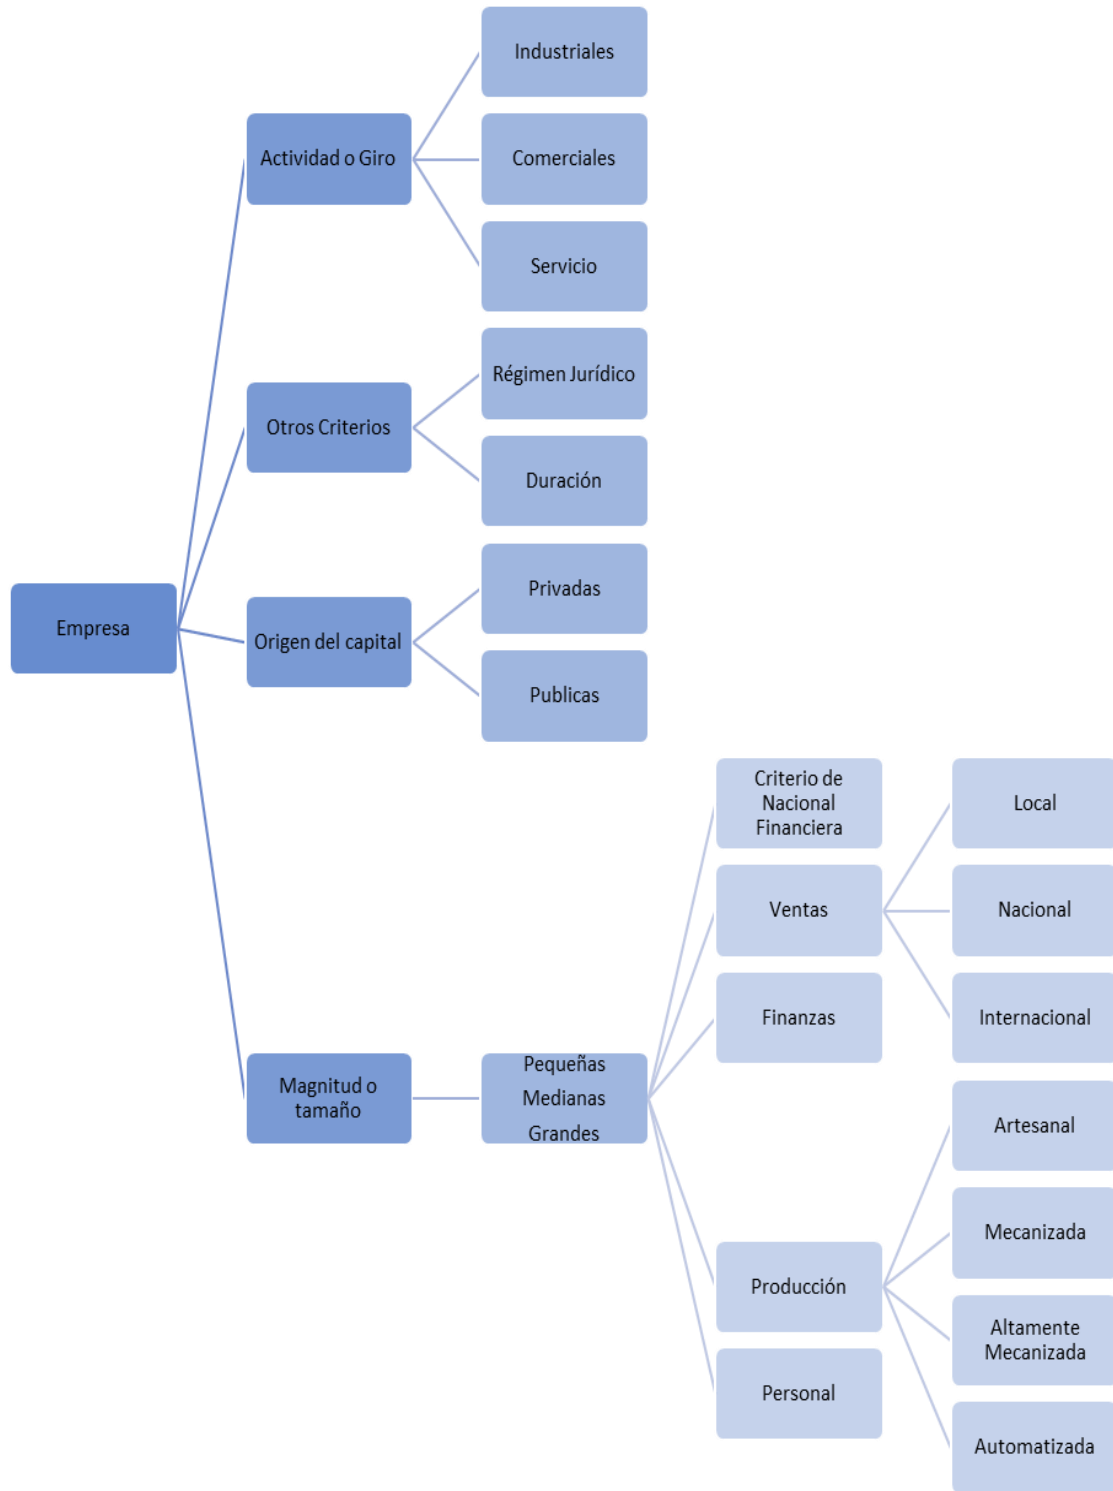 Empresa
Actividad o Giro
Industriales
Comerciales
Servicio
Otros Criterios
Régimen Jurídico
Duración
Origen del capital
Privadas
Publicas
Magnitud o
tamaño
Pequeñas
Medianas
Grandes
Criterio de
Nacional
Financiera
Ventas
Local
Nacional
Internacional
Finanzas
Producción
Artesanal
Mecanizada
Altamente
Mecanizada
Automatizada
Personal